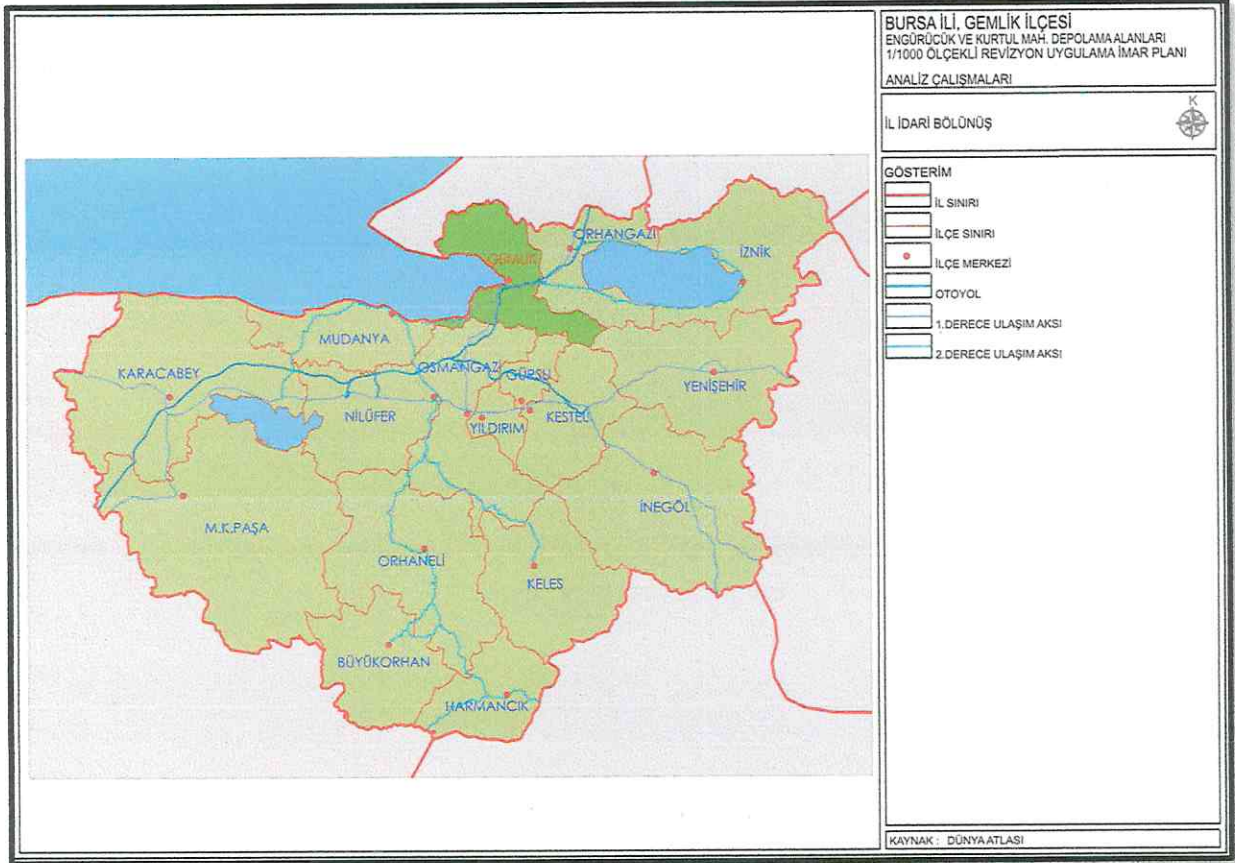 BURSA İLİ, GEMLİK İLÇESİ
ENGÜRÜCÜK VE KURTUL MAH. DEPOLAMA ALANLARI
1/1000 ÖLÇEKLİ REVİZYON UYGULAMA İMAR PLANI
ANALİZ ÇALIŞMALARI
K
İL İDARİ BÖLÜNÜŞ
GÖSTERİM
İL SINIRI
İLÇE SINIRI
İLÇE MERKEZİ
OTOYOL
1.DERECE ULAŞIM AKSI
2.DERECE ULAŞIM AKSI
ORHANGAZİ
İZNİK
GEMLİK
MUDANYA
KARACABEY
OSMANGAZİ
GÜRSU
YENİŞEHİR
NİLÜFER
YILDIRIM
KESTEL
İNEGÖL
M.K.PAŞA
ORHANELİ
KELES
BÜYÜKORHAN
HARMANCIK
KAYNAK : DÜNYA ATLASI